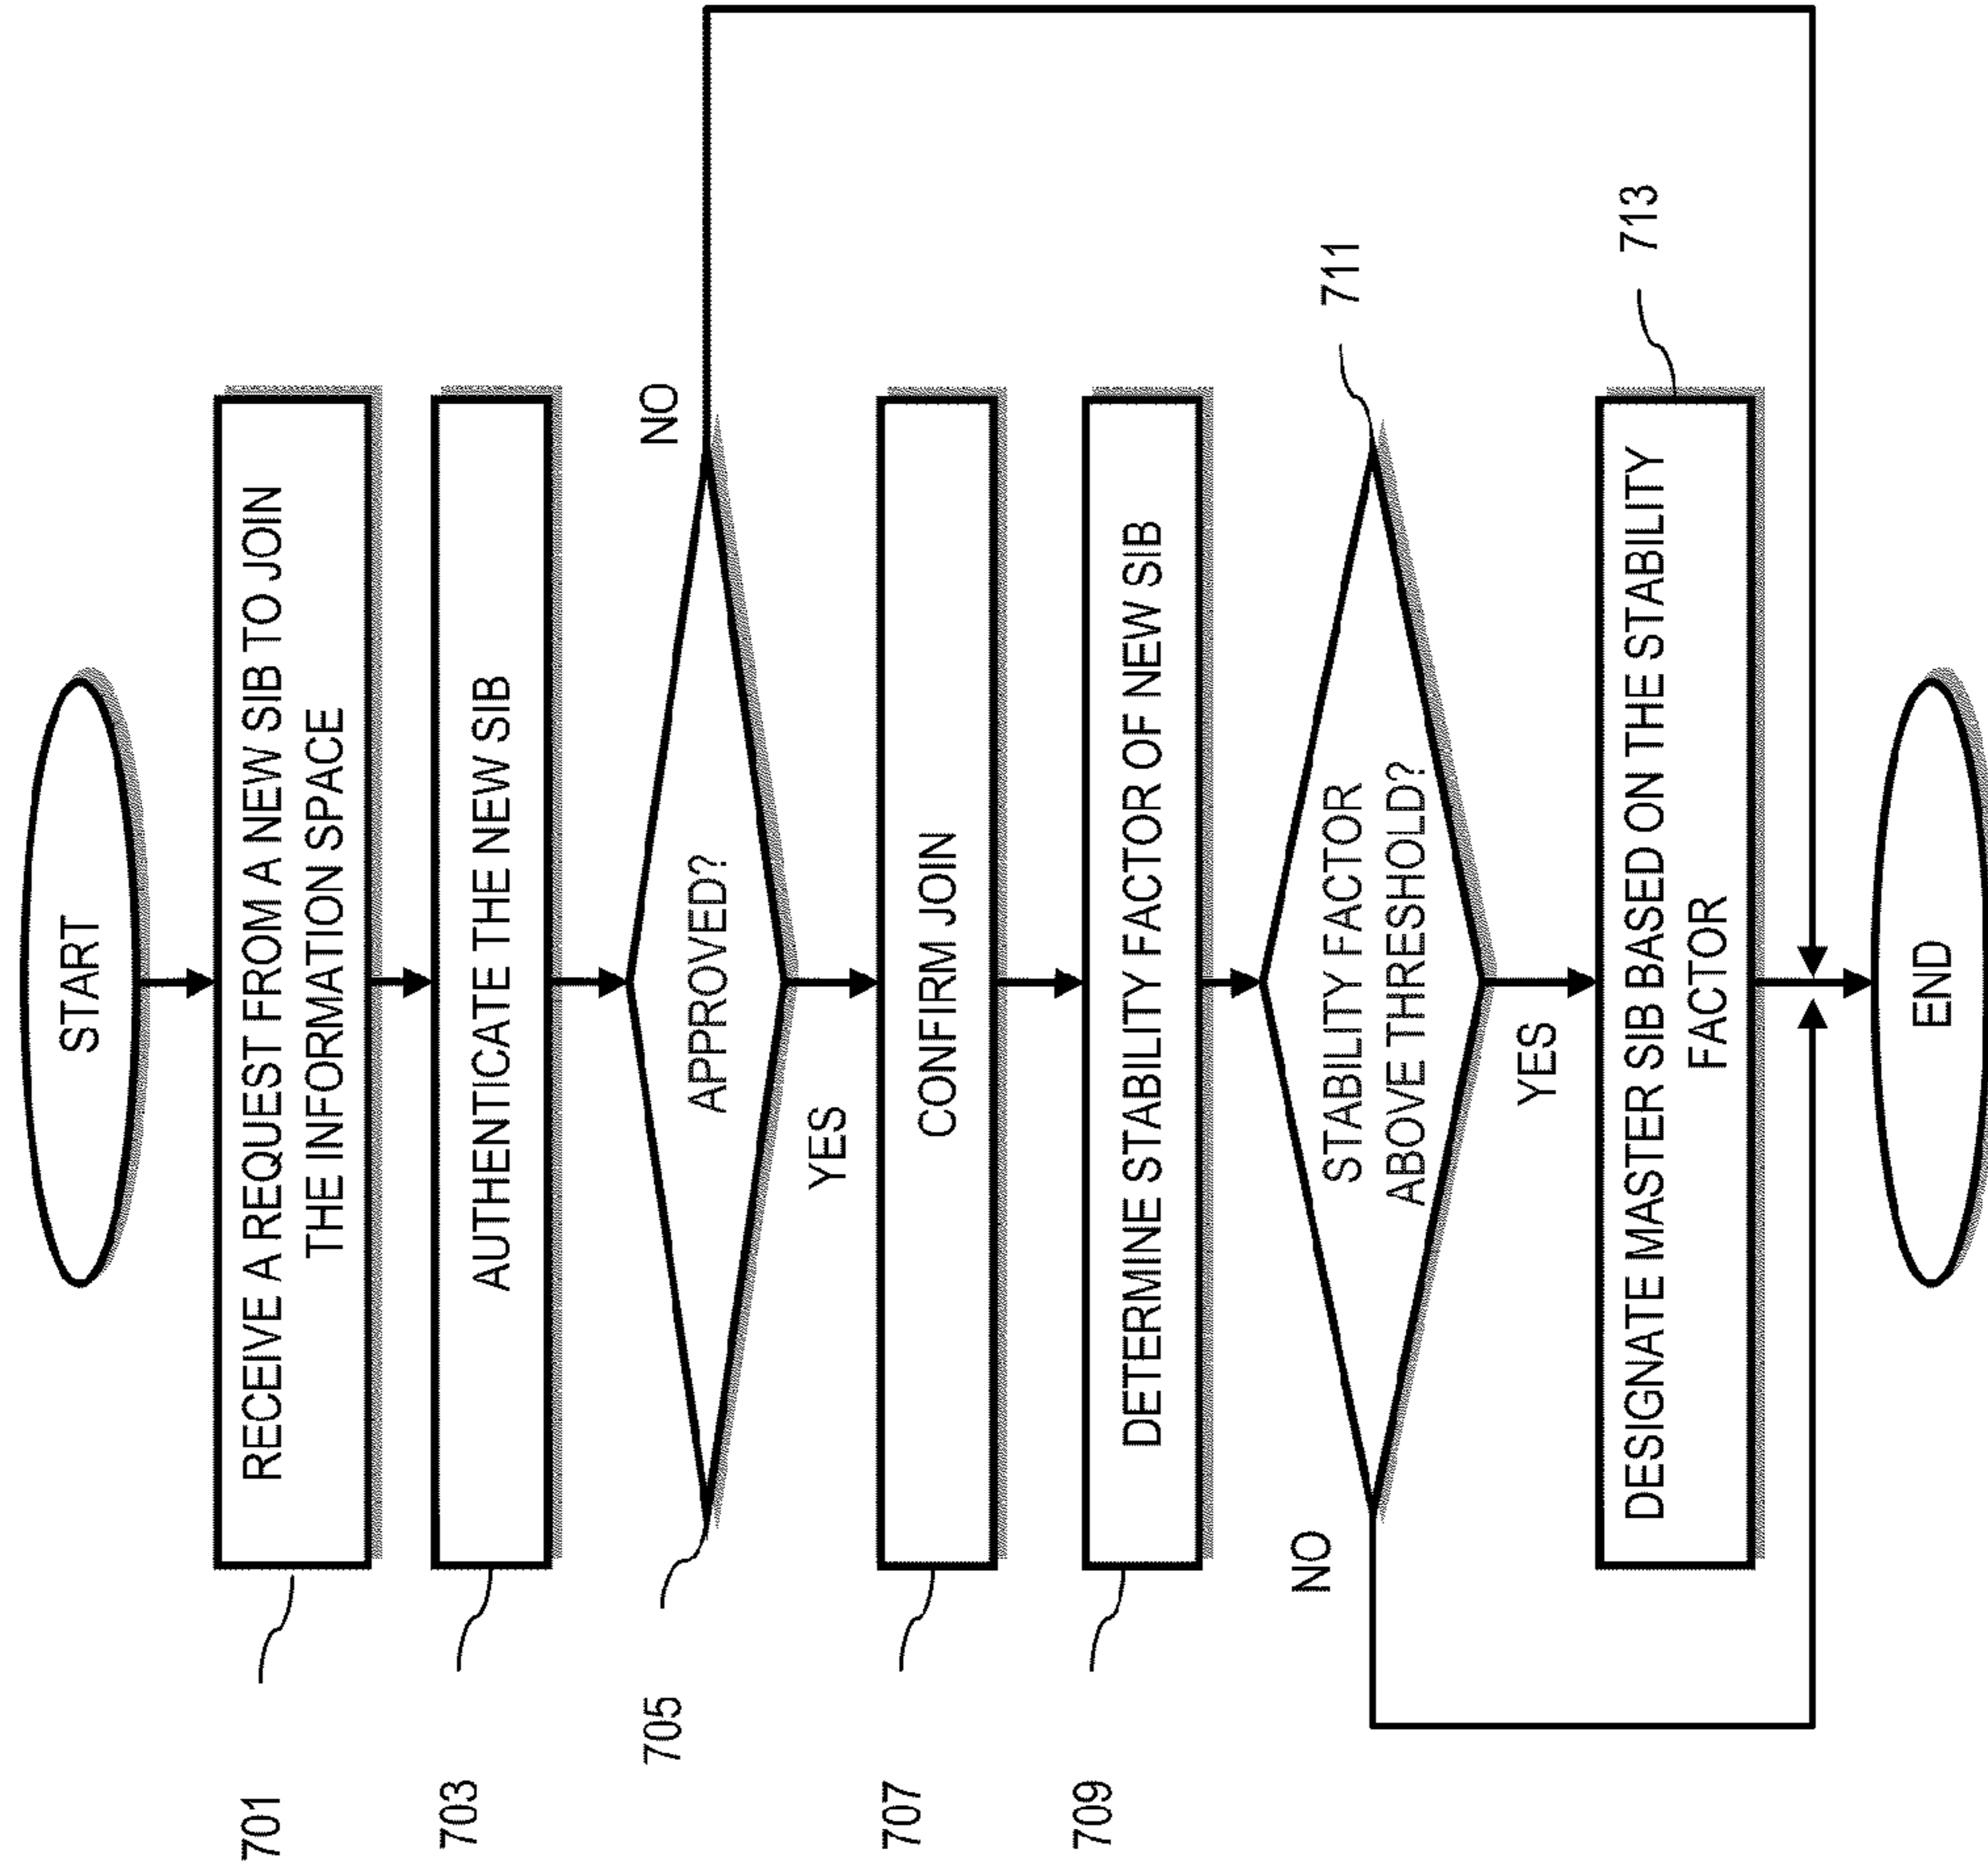 START
701
RECEIVE A REQUEST FROM A NEW SIB TO JOIN
THE INFORMATION SPACE
703
AUTHENTICATE THE NEW SIB
705
APPROVED?
NO
YES
707
CONFIRM JOIN
709
DETERMINE STABILITY FACTOR OF NEW SIB
711
STABILITY FACTOR
ABOVE THRESHOLD?
NO
YES
713
DESIGNATE MASTER SIB BASED ON THE STABILITY
FACTOR
END